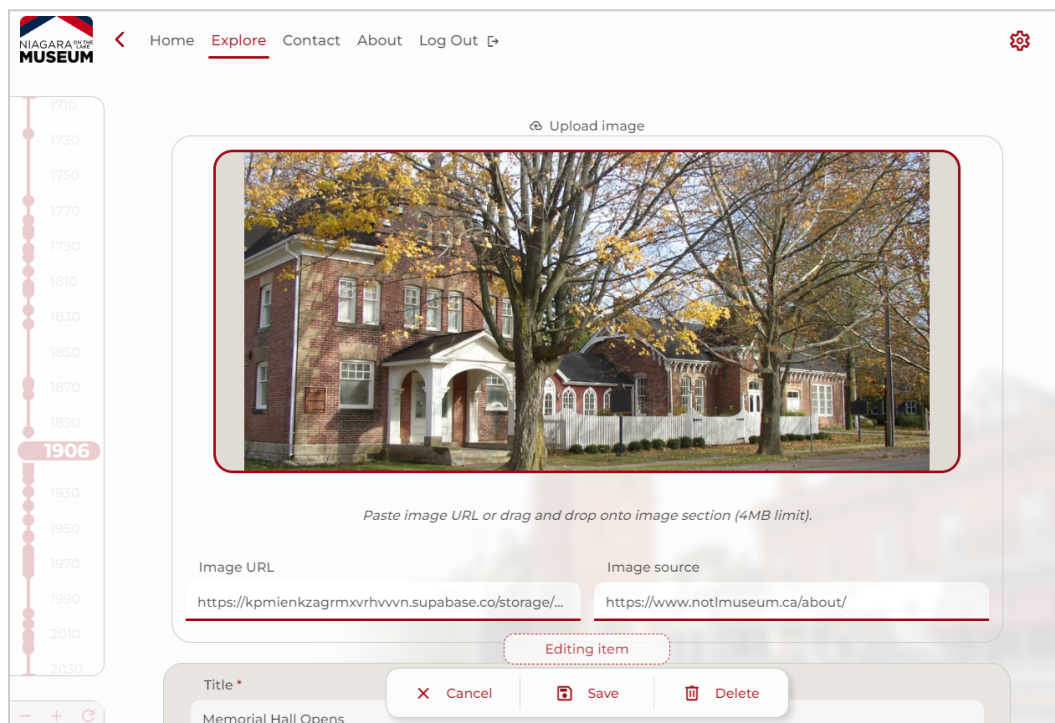 NIAGARA ON THE LAKE
MUSEUM
Home Explore Contact About Log Out
1710
1730
1750
1770
1790
1810
1830
1850
1870
1890
1906
1930
1950
1970
1990
2010
2030
Upload image
Paste image URL or drag and drop onto image section (4MB limit).
Image URL Image source
https://kpmienkzagrmxvrhvvvn.supabase.co/storage/... https://www.notlmuseum.ca/about/
Editing item
Title *
Cancel Save Delete
Memorial Hall Opens